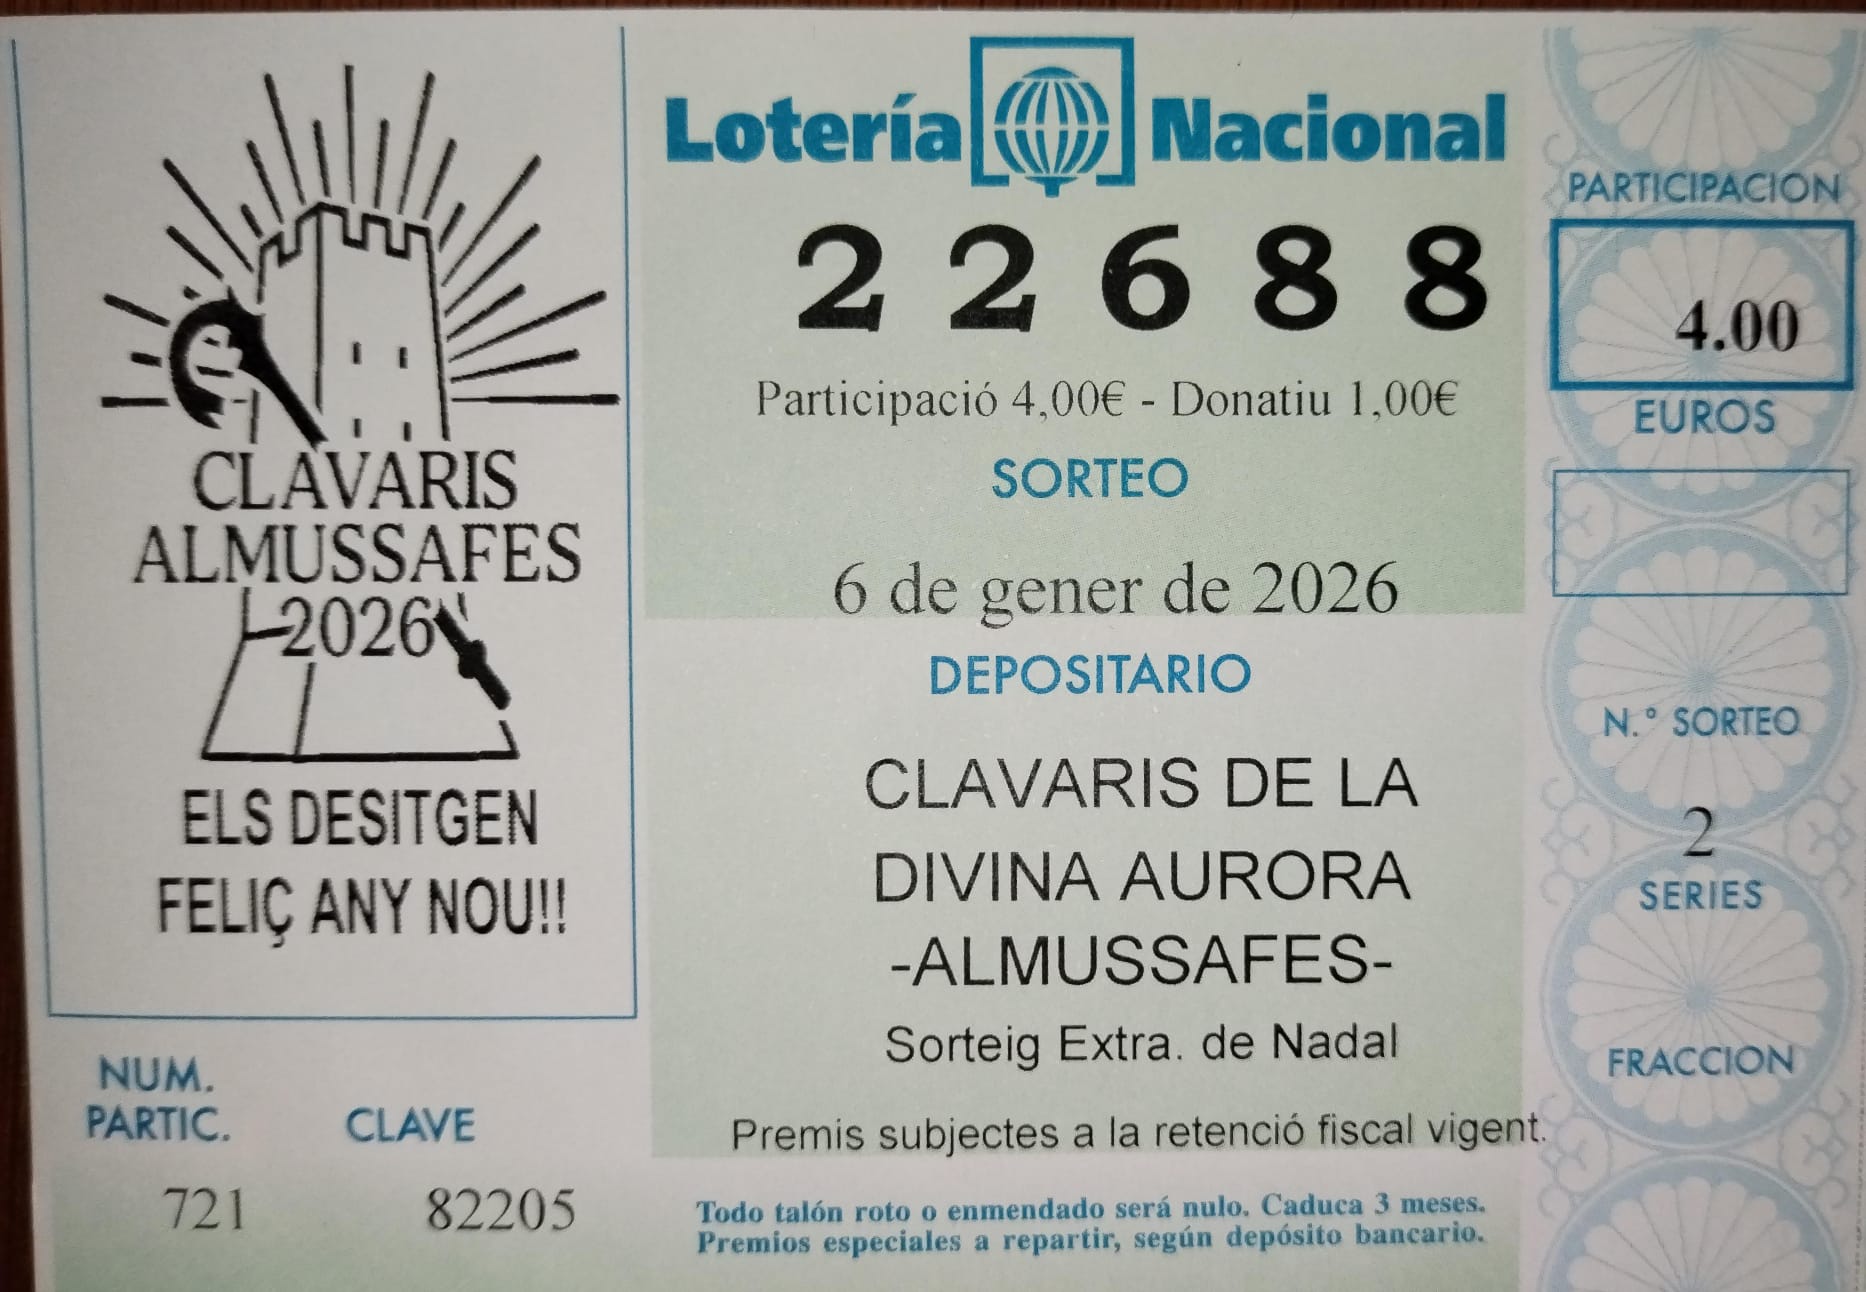 CLAVARIS
ALMUSSAFES
2026
ELS DESITGEN
FELIÇ ANY NOU!!
NUM.
PARTIC.
CLAVE
721
82205
Lotería Nacional
22688
Participació 4,00€ - Donatiu 1,00€
SORTEO
6 de gener de 2026
DEPOSITARIO
CLAVARIS DE LA
DIVINA AURORA
-ALMUSSAFES-
Sorteig Extra. de Nadal
Premis subjectes a la retenció fiscal vigent.
Todo talón roto o enmendado será nulo. Caduca 3 meses.
Premios especiales a repartir, según depósito bancario.
PARTICIPACION
4.00
EUROS
N.º SORTEO
2
SERIES
FRACCION